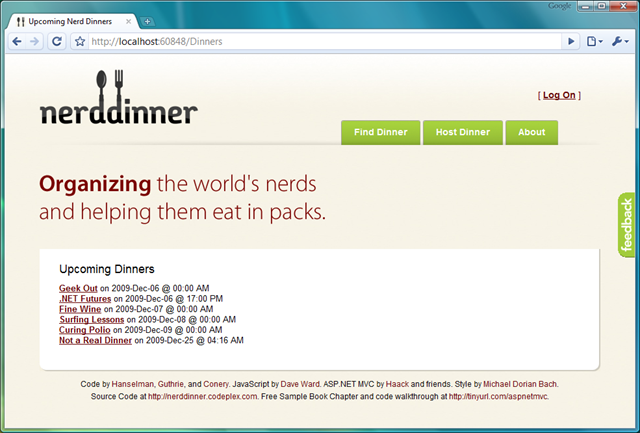 Google
Upcoming Nerd Dinners
http://localhost:60848/Dinners
nerddinner
[ Log On ]
Find Dinner
Host Dinner
About
Organizing the world's nerds
and helping them eat in packs.
feedback
Upcoming Dinners
Geek Out on 2009-Dec-06 @ 00:00 AM
.NET Futures on 2009-Dec-06 @ 17:00 PM
Fine Wine on 2009-Dec-07 @ 00:00 AM
Surfing Lessons on 2009-Dec-08 @ 00:00 AM
Curing Polio on 2009-Dec-09 @ 00:00 AM
Not a Real Dinner on 2009-Dec-25 @ 04:16 AM
Code by Hanselman, Guthrie, and Conery. JavaScript by Dave Ward. ASP.NET MVC by Haack and friends. Style by Michael Dorian Bach.
Source Code at http://nerddinner.codeplex.com. Free Sample Book Chapter and code walkthrough at http://tinyurl.com/aspnetmvc.